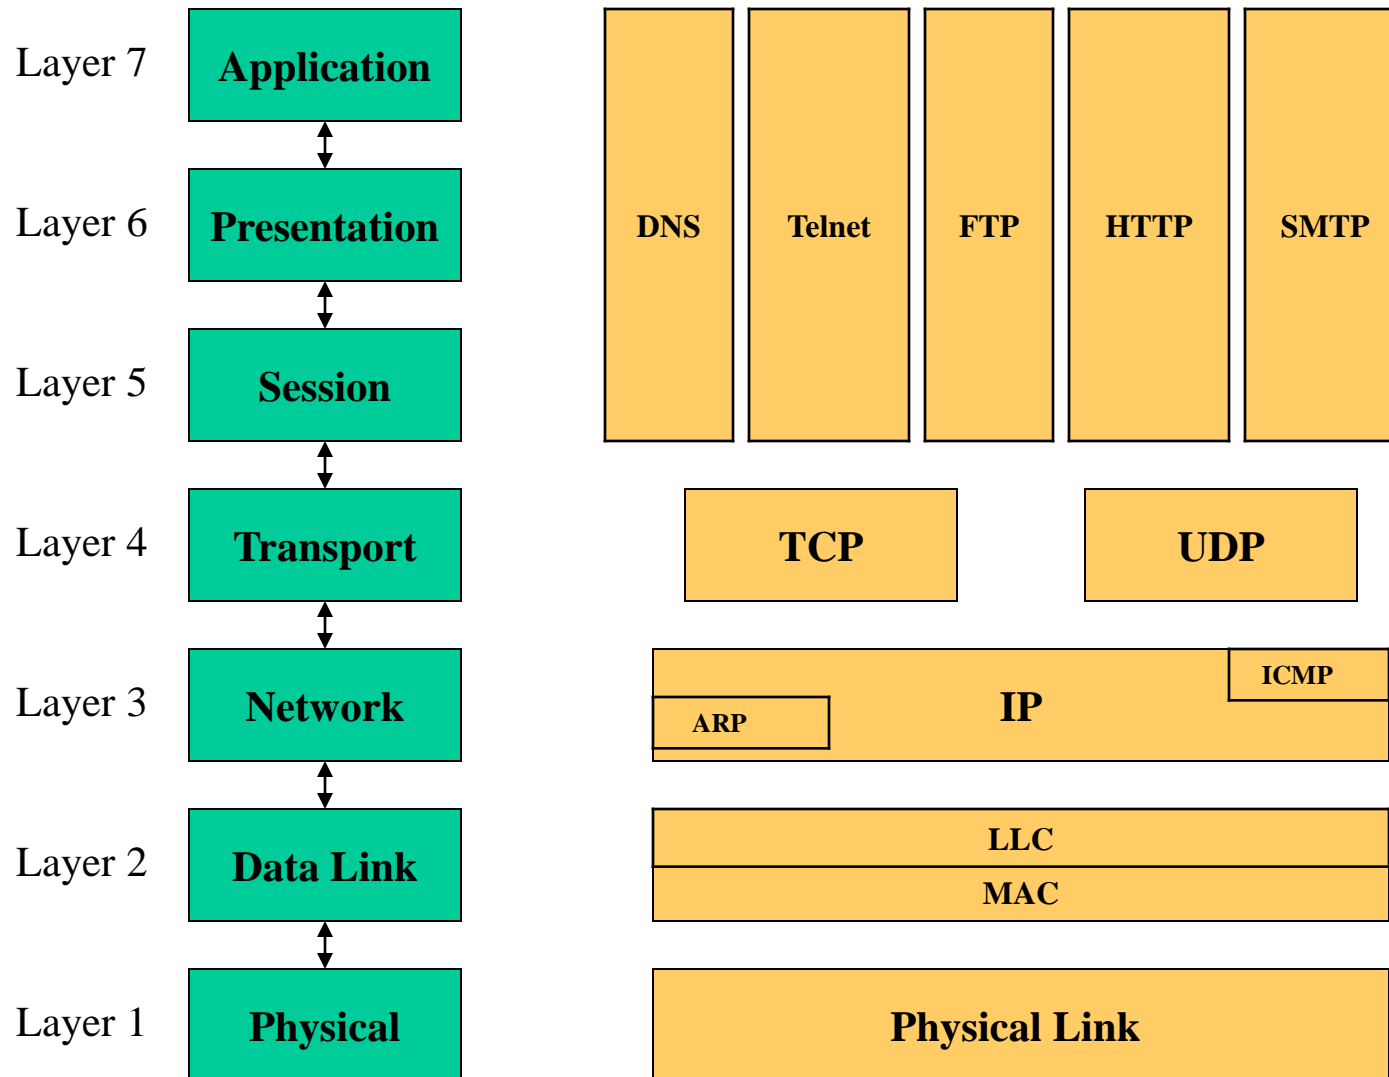 Layer 7
Application
Layer 6
Presentation
DNS
Telnet
FTP
HTTP
SMTP
Layer 5
Session
Layer 4
Transport
TCP
UDP
Layer 3
Network
ARP
IP
ICMP
Layer 2
Data Link
LLC
MAC
Layer 1
Physical
Physical Link